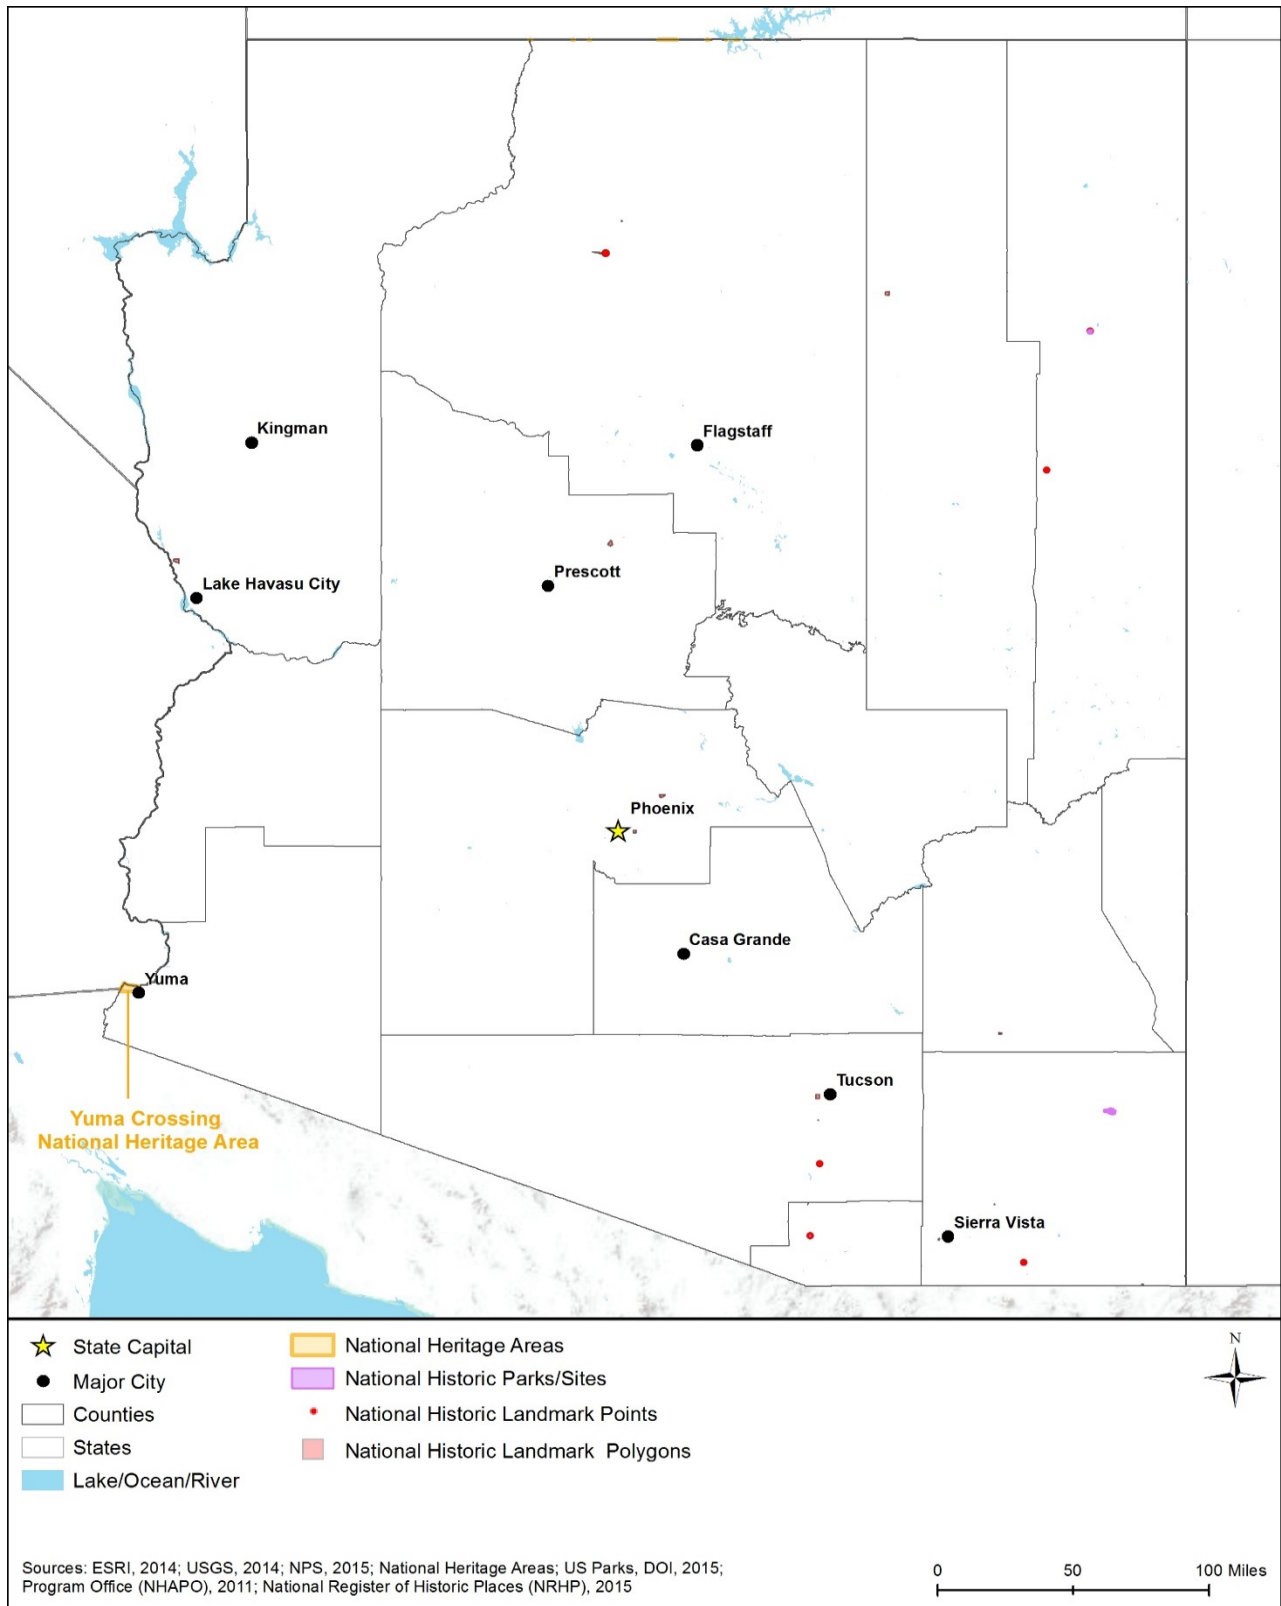 Kingman
Flagstaff
Lake Havasu City
Prescott
Phoenix
Casa Grande
Yuma
Tucson
Yuma Crossing
National Heritage Area
Sierra Vista
State Capital
Major City
Counties
States
Lake/Ocean/River
National Heritage Areas
National Historic Parks/Sites
National Historic Landmark Points
National Historic Landmark  Polygons
N
Sources: ESRI, 2014; USGS, 2014; NPS, 2015; National Heritage Areas; US Parks, DOI, 2015;
Program Office (NHAPO), 2011; National Register of Historic Places (NRHP), 2015
0 50 100 Miles